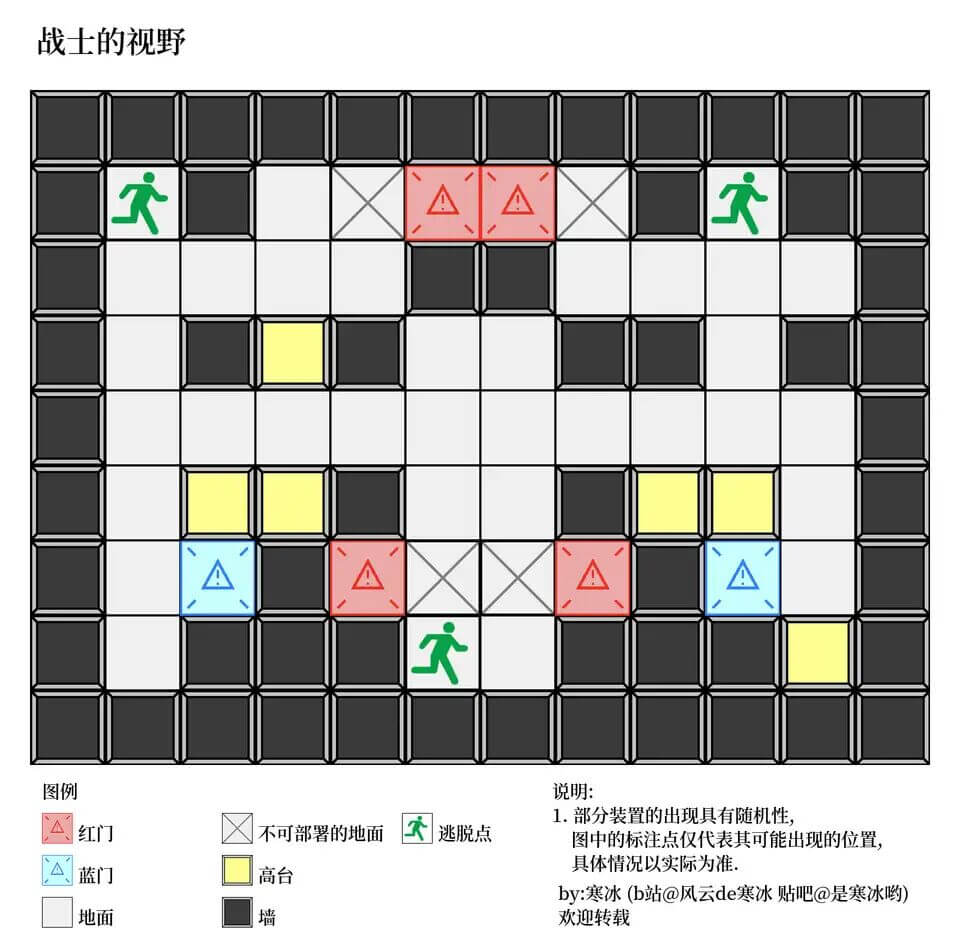 战士的视野
图例
红门
不可部署的地面
逃脱点
蓝门
高台
地面
墙
说明:
1. 部分装置的出现具有随机性,
图中的标注点仅代表其可能出现的位置,
具体情况以实际为准.
by:寒冰 (b站@风云de寒冰 贴吧@是寒冰哟)
欢迎转载